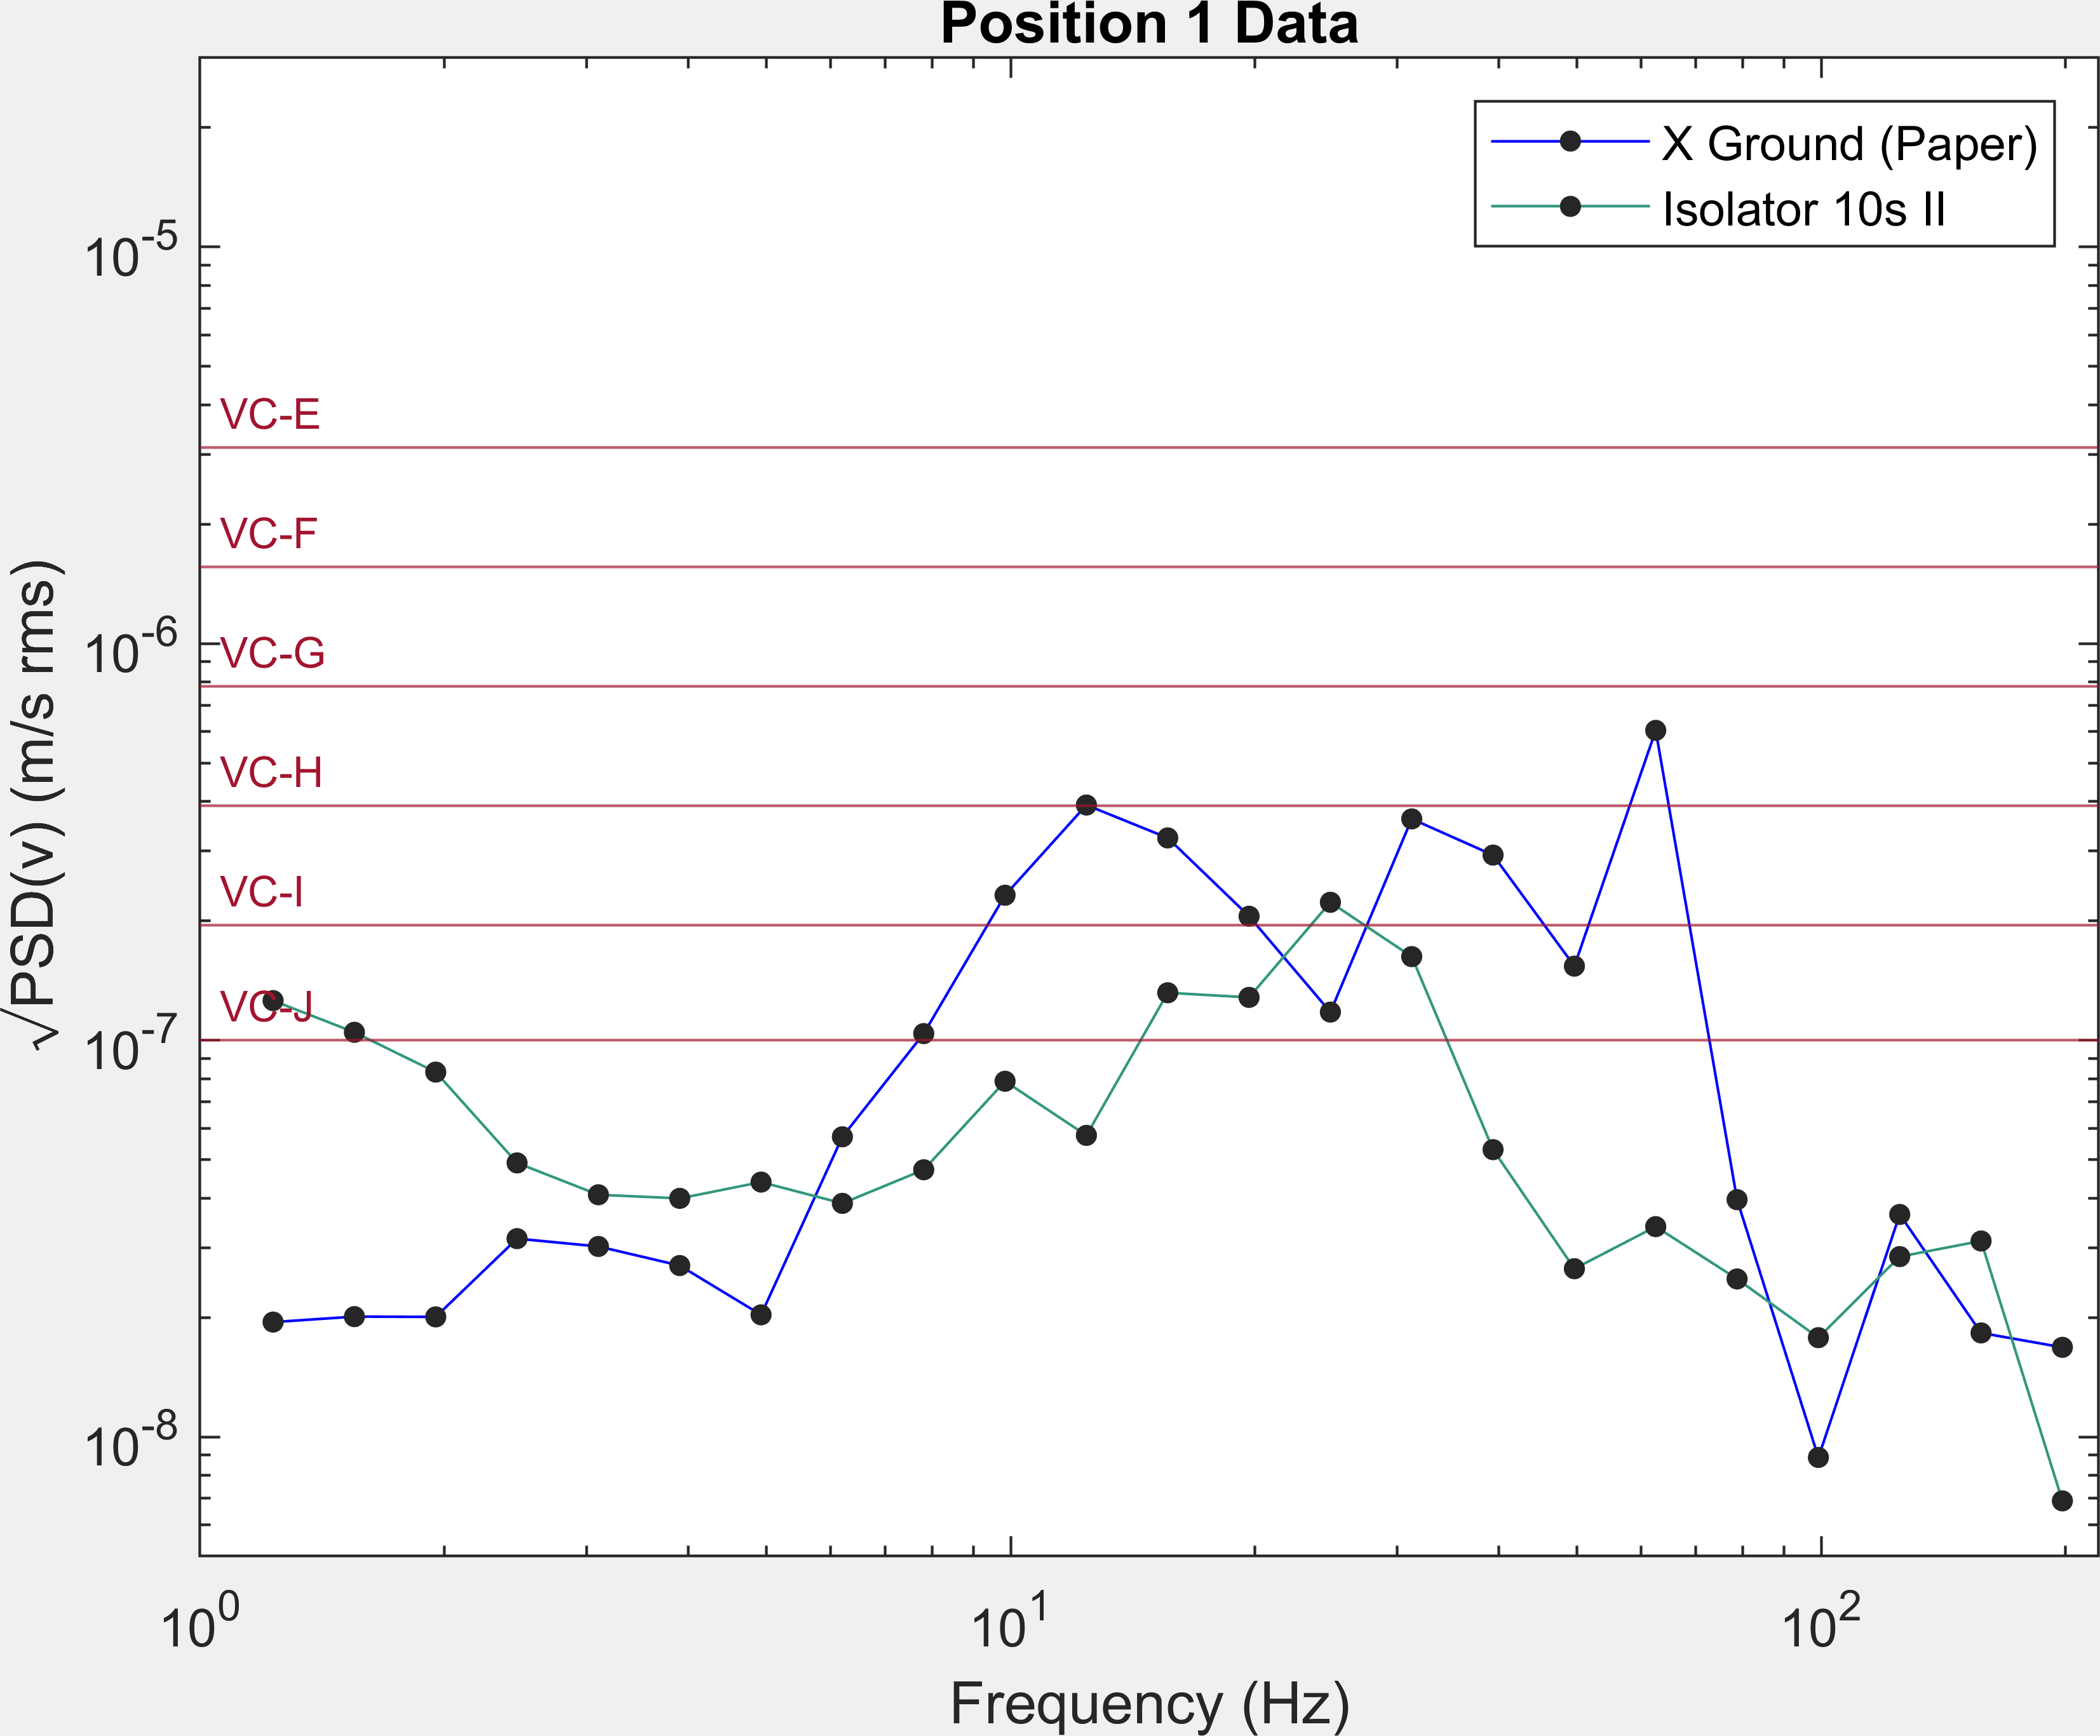 Position 1 Data
X Ground (Paper)
Isolator 10s II
10^-5
VC-E
VC-F
10^-6
VC-G
VC-H
VC-I
VC-J
10^-7
10^-8
√PSD(v) (m/s rms)
10^0
10^1
10^2
Frequency (Hz)